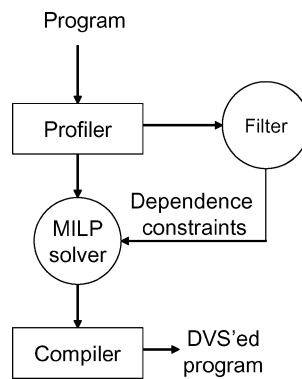 Program
Profiler
Filter
Dependence
constraints
MILP
solver
Compiler
DVS'ed
program